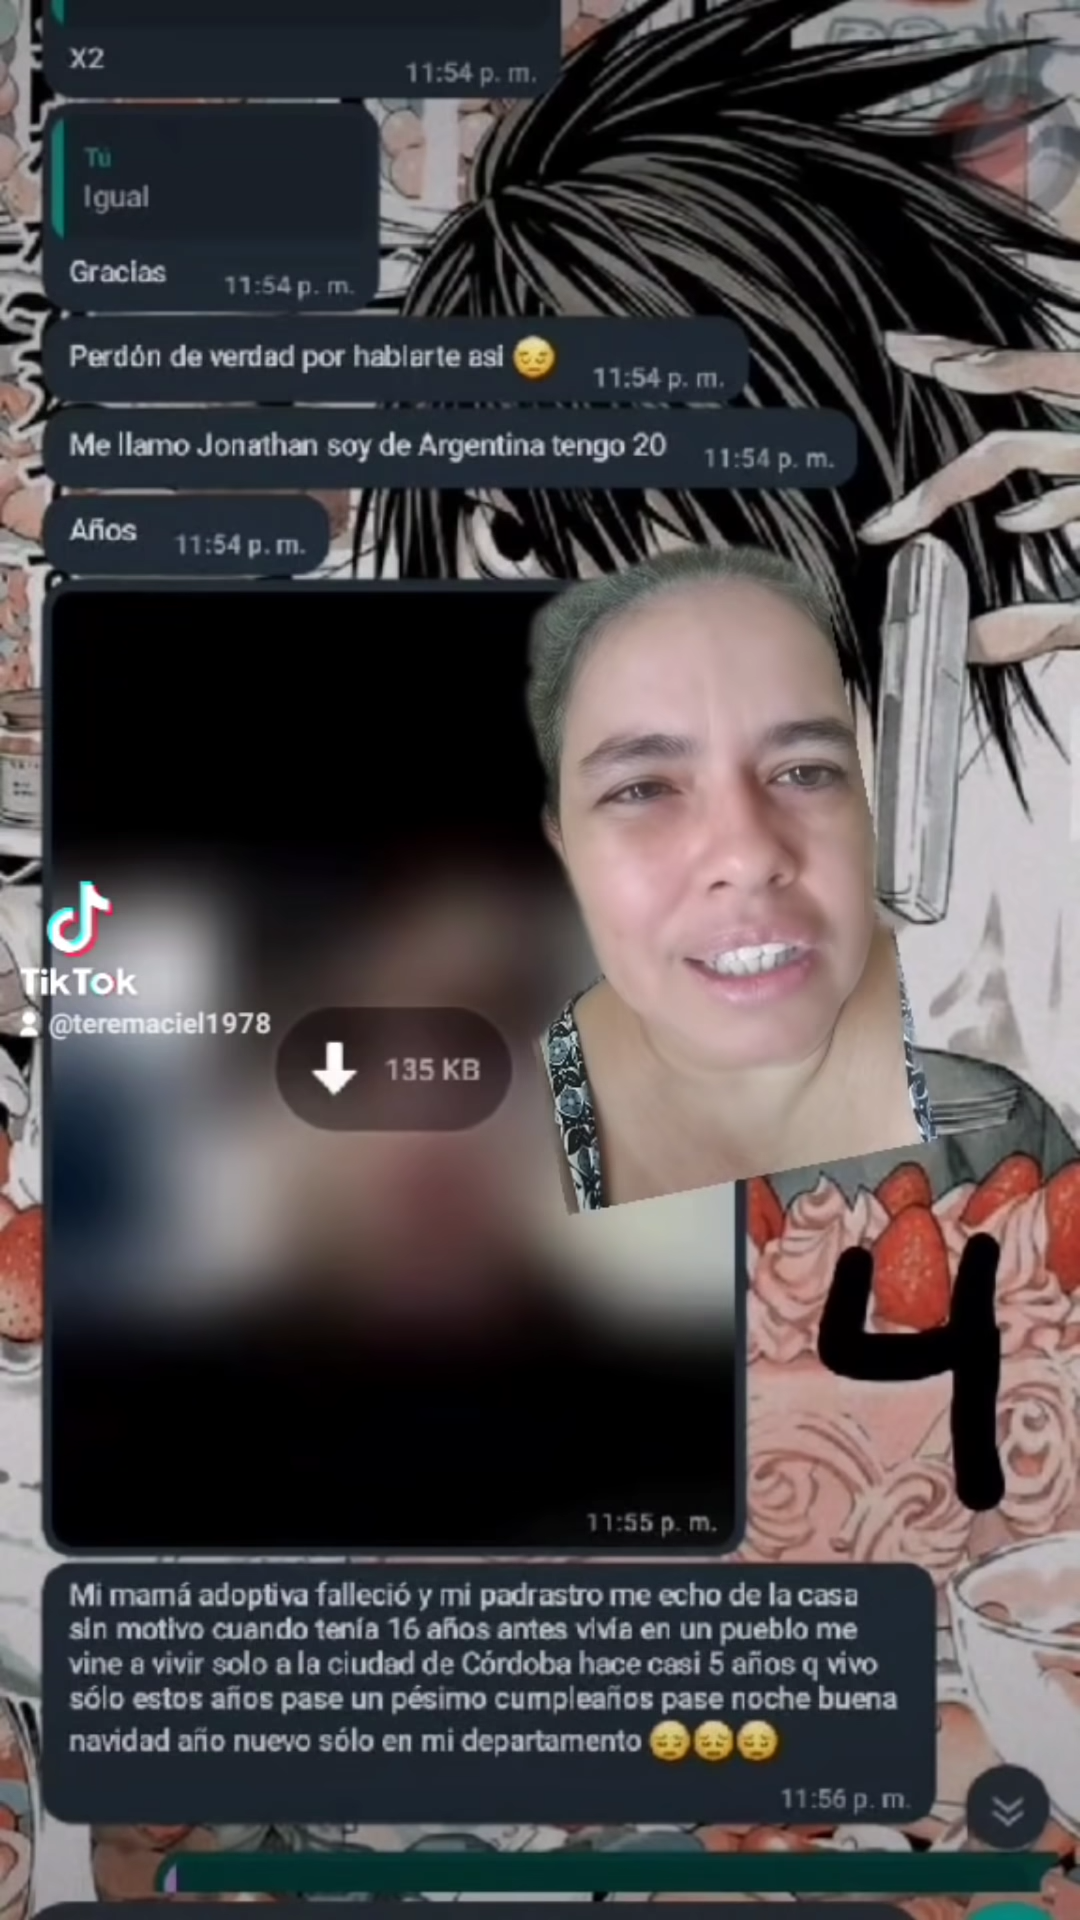 X2
11:54 p. m.
Tú
Igual
Gracias
11:54 p. m.
Perdón de verdad por hablarte asi 😔
11:54 p. m.
Me llamo Jonathan soy de Argentina tengo 20
11:54 p. m.
Años
11:54 p. m.
TikTok
@teremaciel1978
135 KB
4
11:55 p. m.
Mi mamá adoptiva falleció y mi padrastro me echo de la casa
sin motivo cuando tenía 16 años antes vivía en un pueblo me
vine a vivir solo a la ciudad de Córdoba hace casi 5 años q vivo
sólo estos años pase un pésimo cumpleaños pase noche buena
navidad año nuevo sólo en mi departamento 😔😔😔
11:56 p. m.